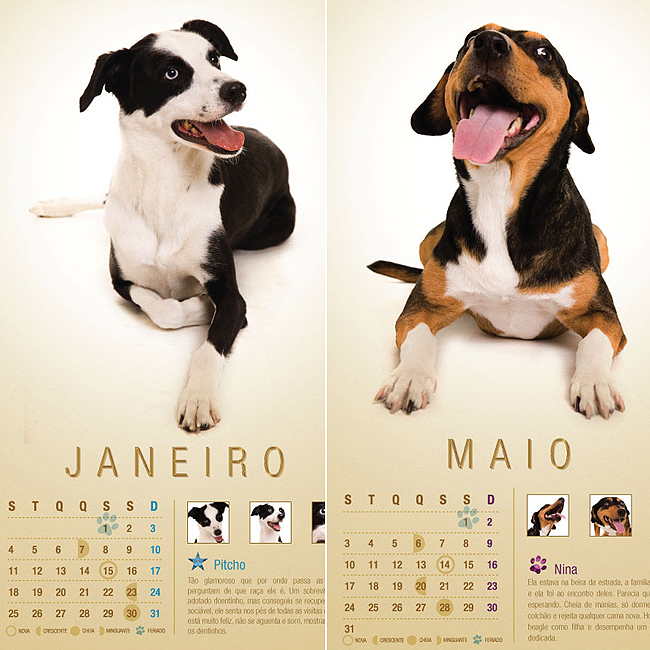 JANEIRO
S T Q Q S S D
1 2 3
4 5 6 7 8 9 10
11 12 13 14 15 16 17
18 19 20 21 22 23 24
25 26 27 28 29 30 31
NOVA CRESCENTE CHEIA MINGUANTE FERIADO
Pitcho
Tão glamoroso que por onde passa as
perguntam de que raça ele é. Um sobrevi
adotado doentinho, mas conseguiu se recupe
sociável, ele senta nos pés de todas as visitas
está muito feliz, não se aguenta e sorri, mostra
os dentinhos.
MAIO
S T Q Q S S D
1 2
3 4 5 6 7 8 9
10 11 12 13 14 15 16
17 18 19 20 21 22 23
24 25 26 27 28 29 30
31
NOVA CRESCENTE CHEIA MINGUANTE FERIADO
Nina
Ela estava na beira da estrada, a família
e ela foi ao encontro deles. Parecia qu
esperando. Cheia de manias, só dorme
colchão e rejeita qualquer cama nova. Ho
beagle como filha e desempenha um
dedicada.